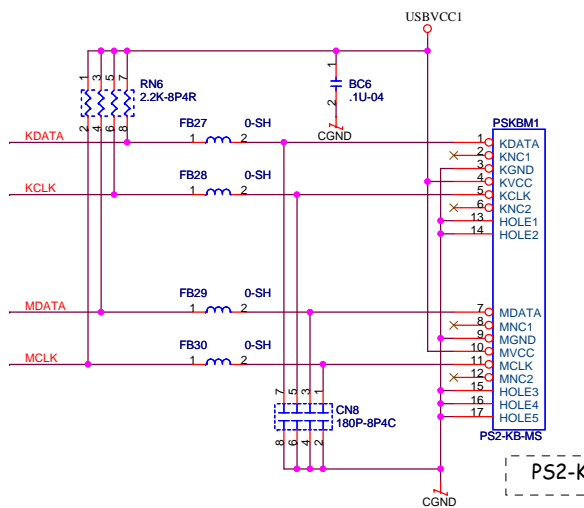 USBVCC1
1 3 5 7
RN6
2.2K-8P4R
2 4 6 8
1
BC6
.1U-04
2
CGND
PSKBM1
KDATA
FB27 0-SH
1 2
1 KDATA
2 KNC1
3 KGND
4 KVCC
KCLK
FB28 0-SH
1 2
5 KCLK
6 KNC2
13 HOLE1
14 HOLE2
MDATA
FB29 0-SH
1 2
7 MDATA
8 MNC1
9 MGND
10 MVCC
MCLK
FB30 0-SH
1 2
11 MCLK
12 MNC2
15 HOLE3
16 HOLE4
17 HOLE5
PS2-KB-MS
7 5 3 1
CN8
180P-8P4C
8 6 4 2
CGND
PS2-K